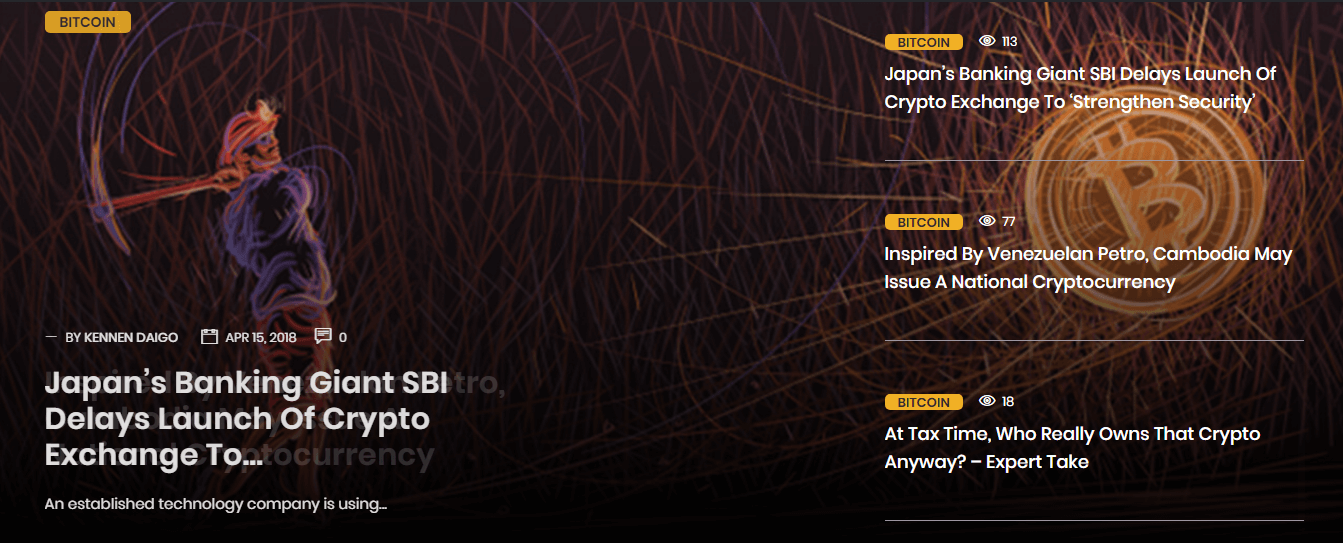 BITCOIN
BY KENNEN DAIGO APR 15, 2018 0
Japan’s Banking Giant SBI
Delays Launch Of Crypto
Exchange To...
An established technology company is using...
BITCOIN 113
Japan’s Banking Giant SBI Delays Launch Of
Crypto Exchange To ‘Strengthen Security’
BITCOIN 77
Inspired By Venezuelan Petro, Cambodia May
Issue A National Cryptocurrency
BITCOIN 18
At Tax Time, Who Really Owns That Crypto
Anyway? – Expert Take